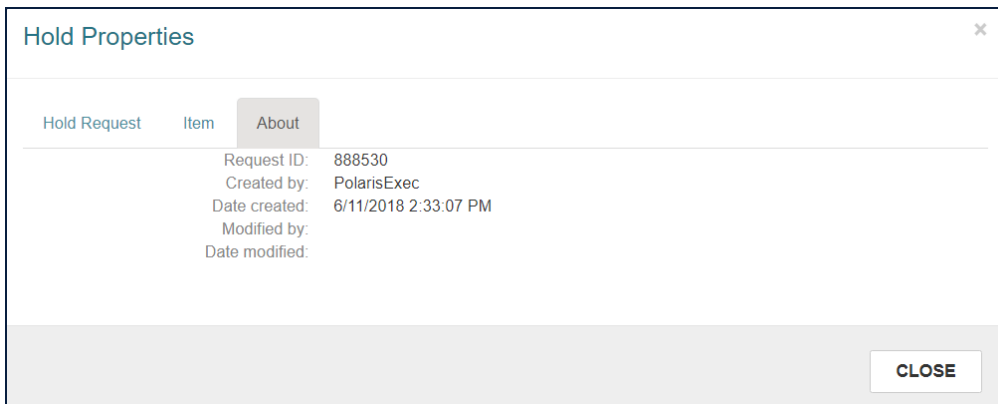 Hold Properties
×
Hold Request Item About
Request ID: 888530
Created by: PolarisExec
Date created: 6/11/2018 2:33:07 PM
Modified by:
Date modified:
CLOSE